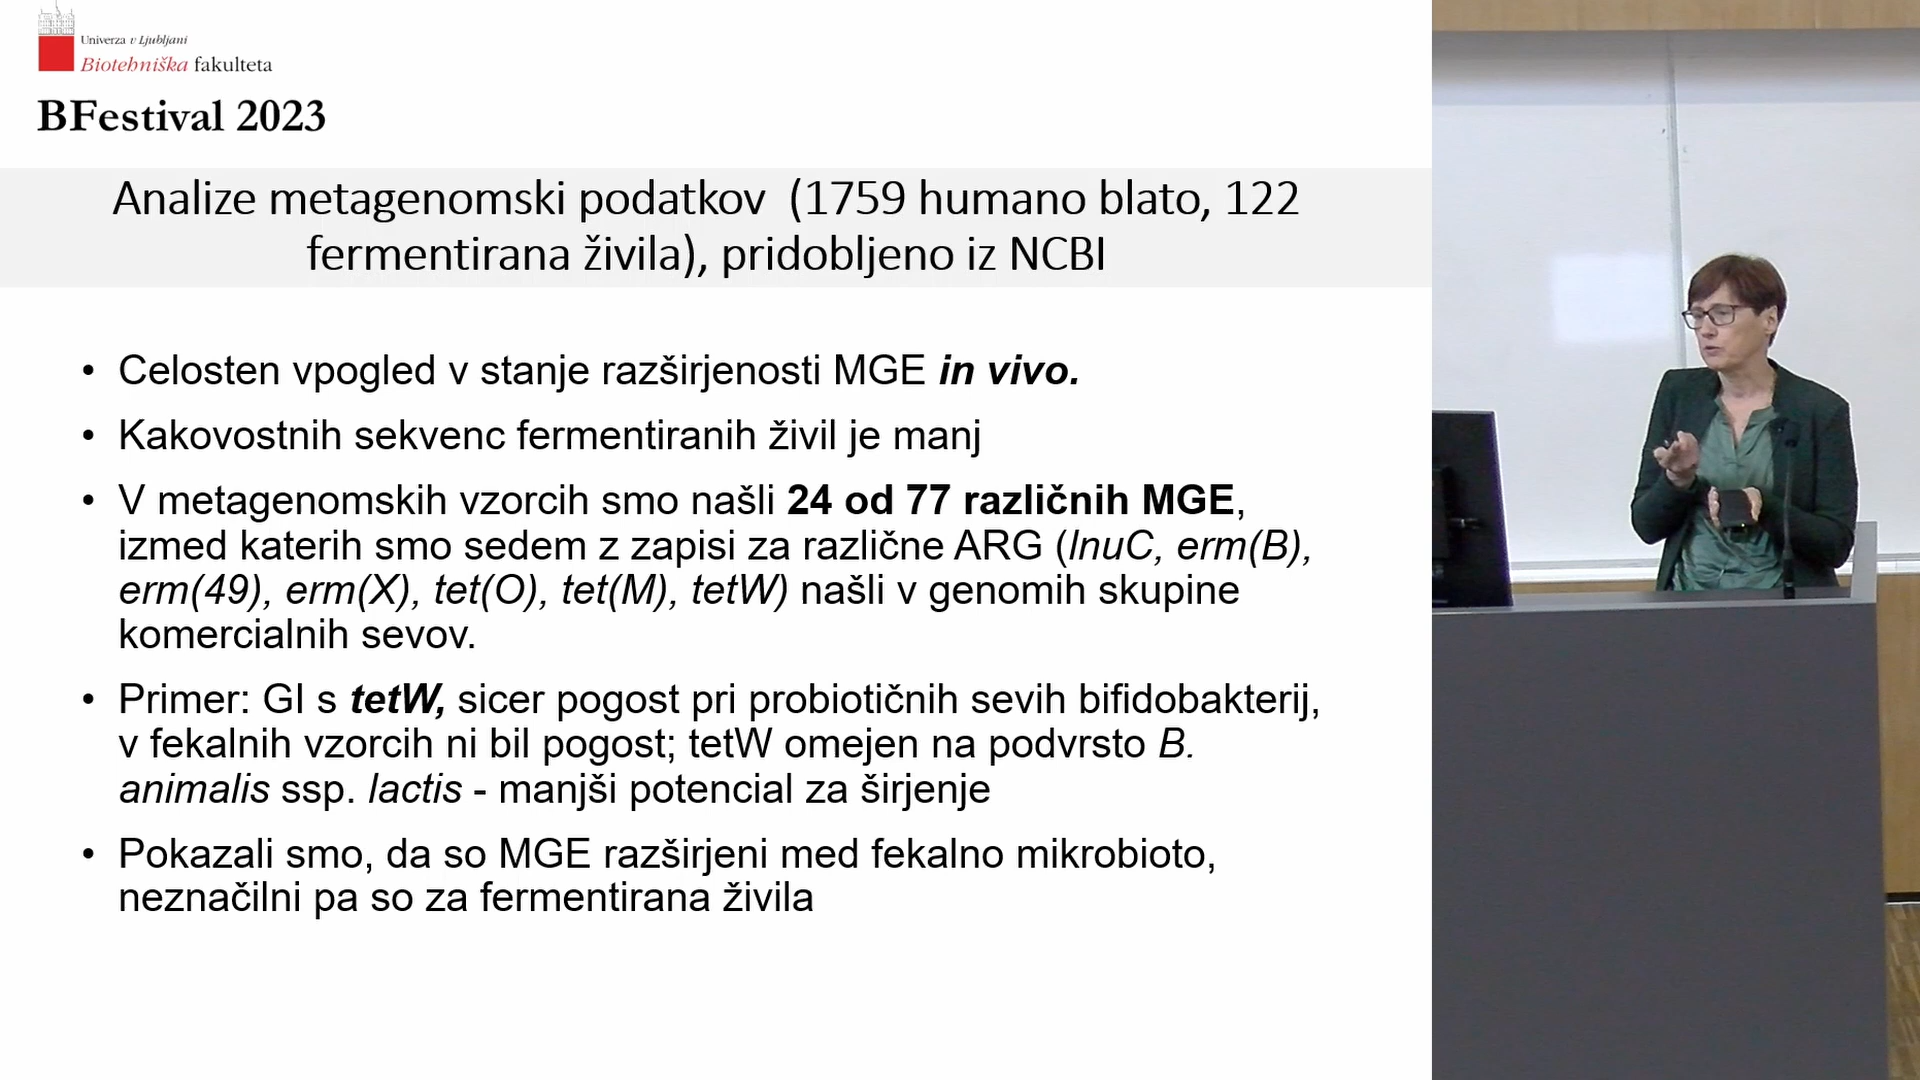 Univerza v Ljubljani
Biotehniška fakulteta
BFestival 2023
Analize metagenomski podatkov (1759 humano blato, 122
fermentirana živila), pridobljeno iz NCBI
• Celosten vpogled v stanje razširjenosti MGE in vivo.
• Kakovostnih sekvenc fermentiranih živil je manj
• V metagenomskih vzorcih smo našli 24 od 77 različnih MGE,
izmed katerih smo sedem z zapisi za različne ARG (lnuC, erm(B),
erm(49), erm(X), tet(O), tet(M), tetW) našli v genomih skupine
komercialnih sevov.
• Primer: GI s tetW, sicer pogost pri probiotičnih sevih bifidobakterij,
v fekalnih vzorcih ni bil pogost; tetW omejen na podvrsto B.
animalis ssp. lactis - manjši potencial za širjenje
• Pokazali smo, da so MGE razširjeni med fekalno mikrobioto,
neznačilni pa so za fermentirana živila